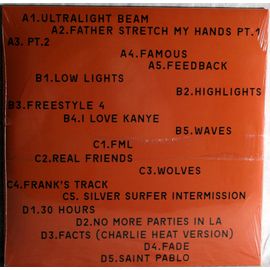 A1.ULTRALIGHT BEAM
A2.FATHER STRETCH MY HANDS PT.1
A3. PT.2
A4.FAMOUS
A5.FEEDBACK
B1.LOW LIGHTS
B2.HIGHLIGHTS
B3.FREESTYLE 4
B4.I LOVE KANYE
B5.WAVES
C1.FML
C2.REAL FRIENDS
C3.WOLVES
C4.FRANK'S TRACK
C5. SILVER SURFER INTERMISSION
D1.30 HOURS
D2.NO MORE PARTIES IN LA
D3.FACTS (CHARLIE HEAT VERSION)
D4.FADE
D5.SAINT PABLO